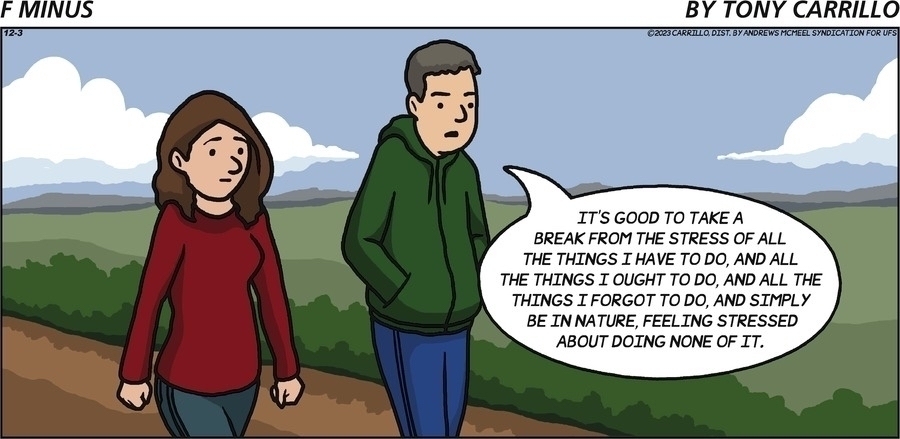 F MINUS
BY TONY CARRILLO
12-3
©2023 CARRILLO. DIST. BY ANDREWS MCMEEL SYNDICATION FOR UFS
IT'S GOOD TO TAKE A
BREAK FROM THE STRESS OF ALL
THE THINGS I HAVE TO DO, AND ALL
THE THINGS I OUGHT TO DO, AND ALL THE
THINGS I FORGOT TO DO, AND SIMPLY
BE IN NATURE, FEELING STRESSED
ABOUT DOING NONE OF IT.